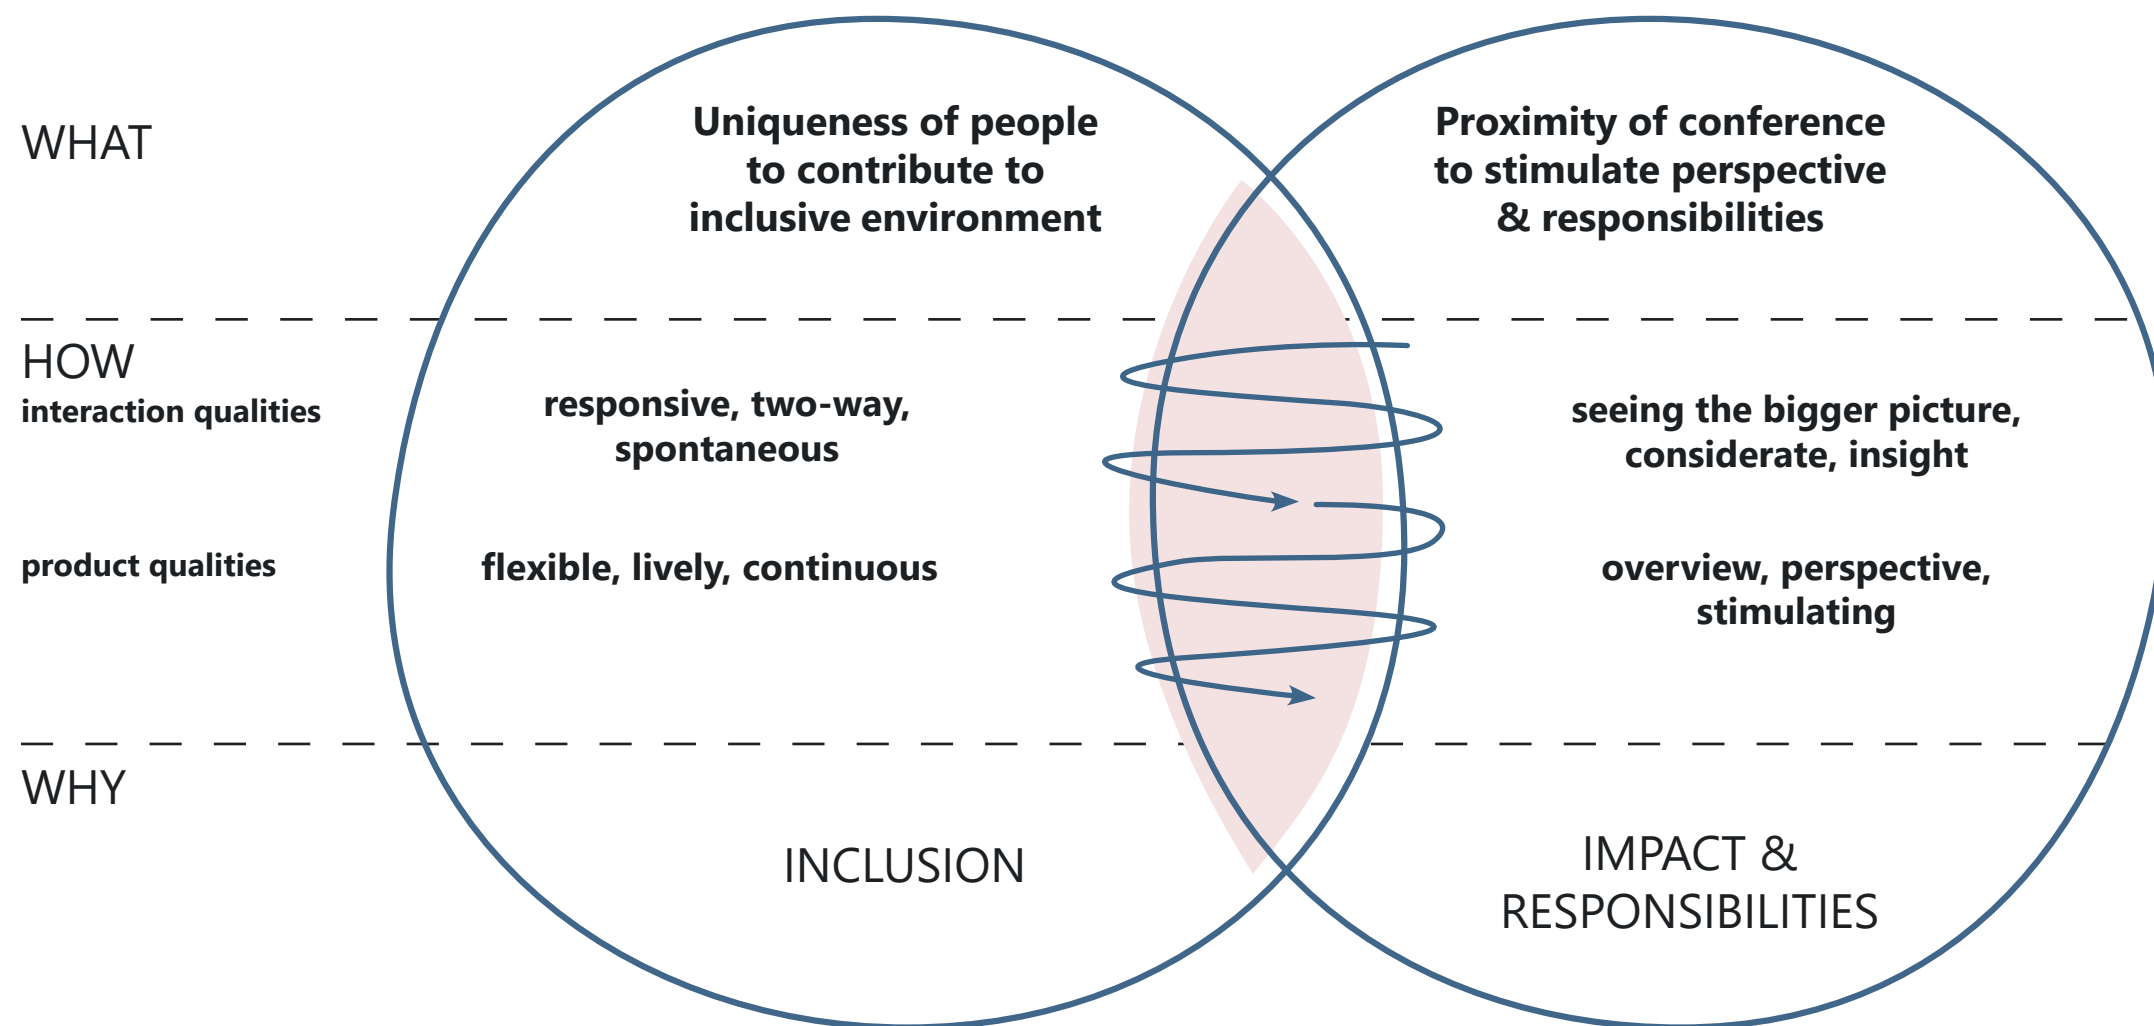 WHAT
Uniqueness of people
to contribute to
inclusive environment
Proximity of conference
to stimulate perspective
& responsibilities
HOW
interaction qualities
responsive, two-way,
spontaneous
seeing the bigger picture,
considerate, insight
product qualities
flexible, lively, continuous
overview, perspective,
stimulating
WHY
INCLUSION
IMPACT &
RESPONSIBILITIES